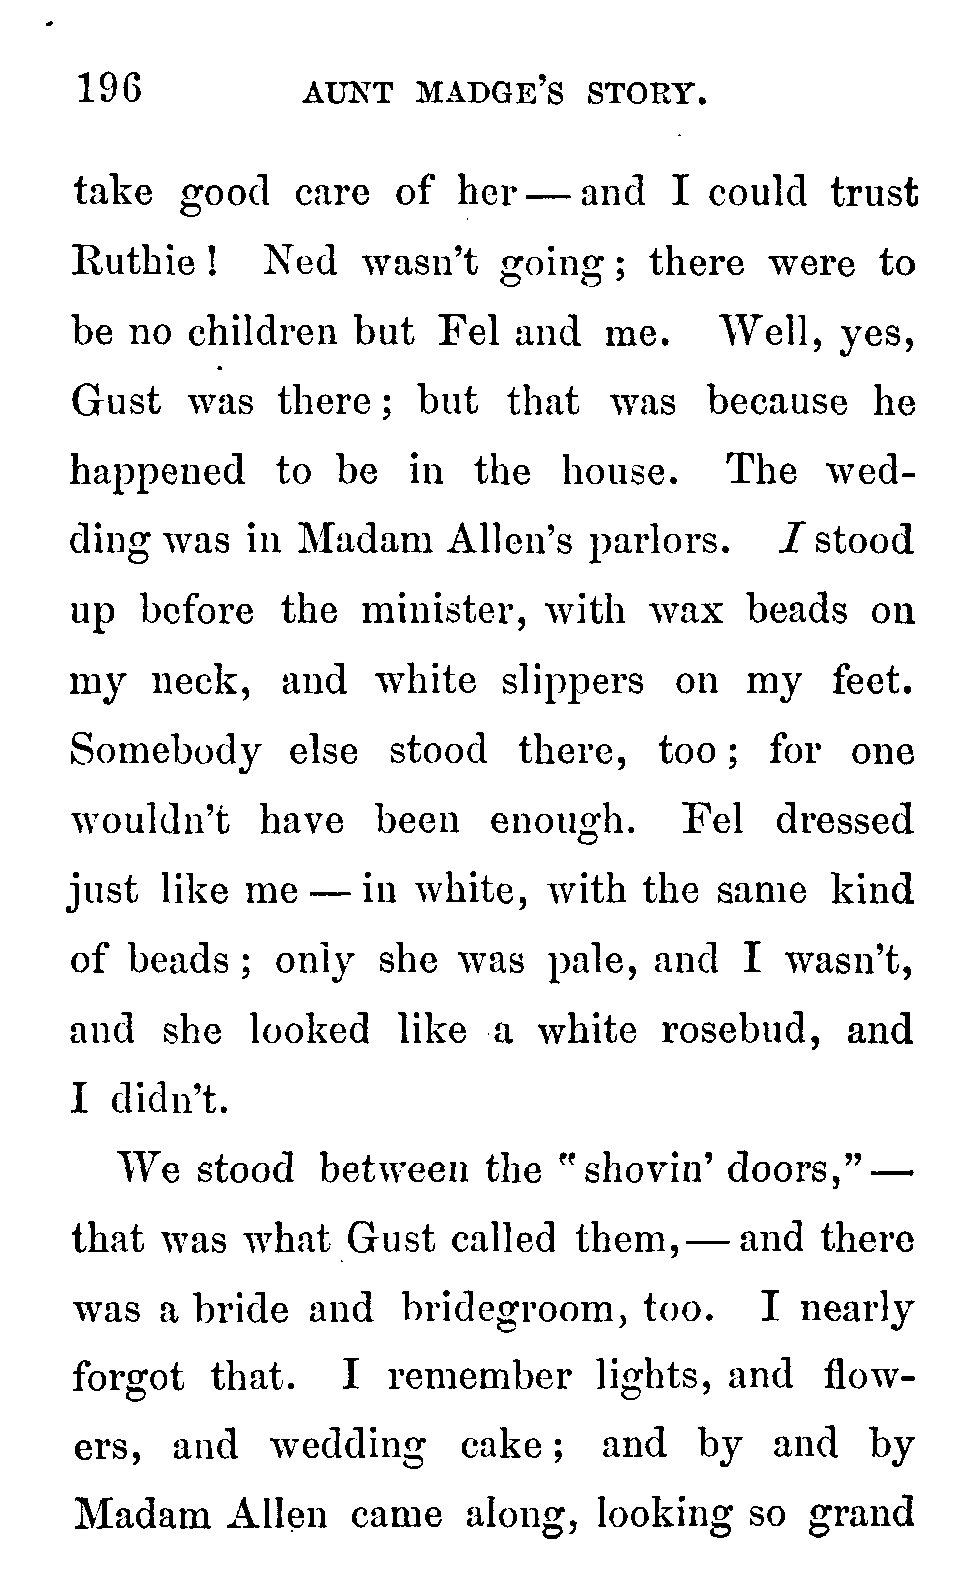 196 AUNT MADGE'S STORY.
take good care of her — and I could trust
Ruthie! Ned wasn't going; there were to
be no children but Fel and me. Well, yes,
Gust was there; but that was because he
happened to be in the house. The wed-
ding was in Madam Allen's parlors. I stood
up before the minister, with wax beads on
my neck, and white slippers on my feet.
Somebody else stood there, too; for one
wouldn't have been enough. Fel dressed
just like me — in white, with the same kind
of beads; only she was pale, and I wasn't,
and she looked like a white rosebud, and
I didn't.
We stood between the "shovin' doors," —
that was what Gust called them, — and there
was a bride and bridegroom, too. I nearly
forgot that. I remember lights, and flow-
ers, and wedding cake; and by and by
Madam Allen came along, looking so grand